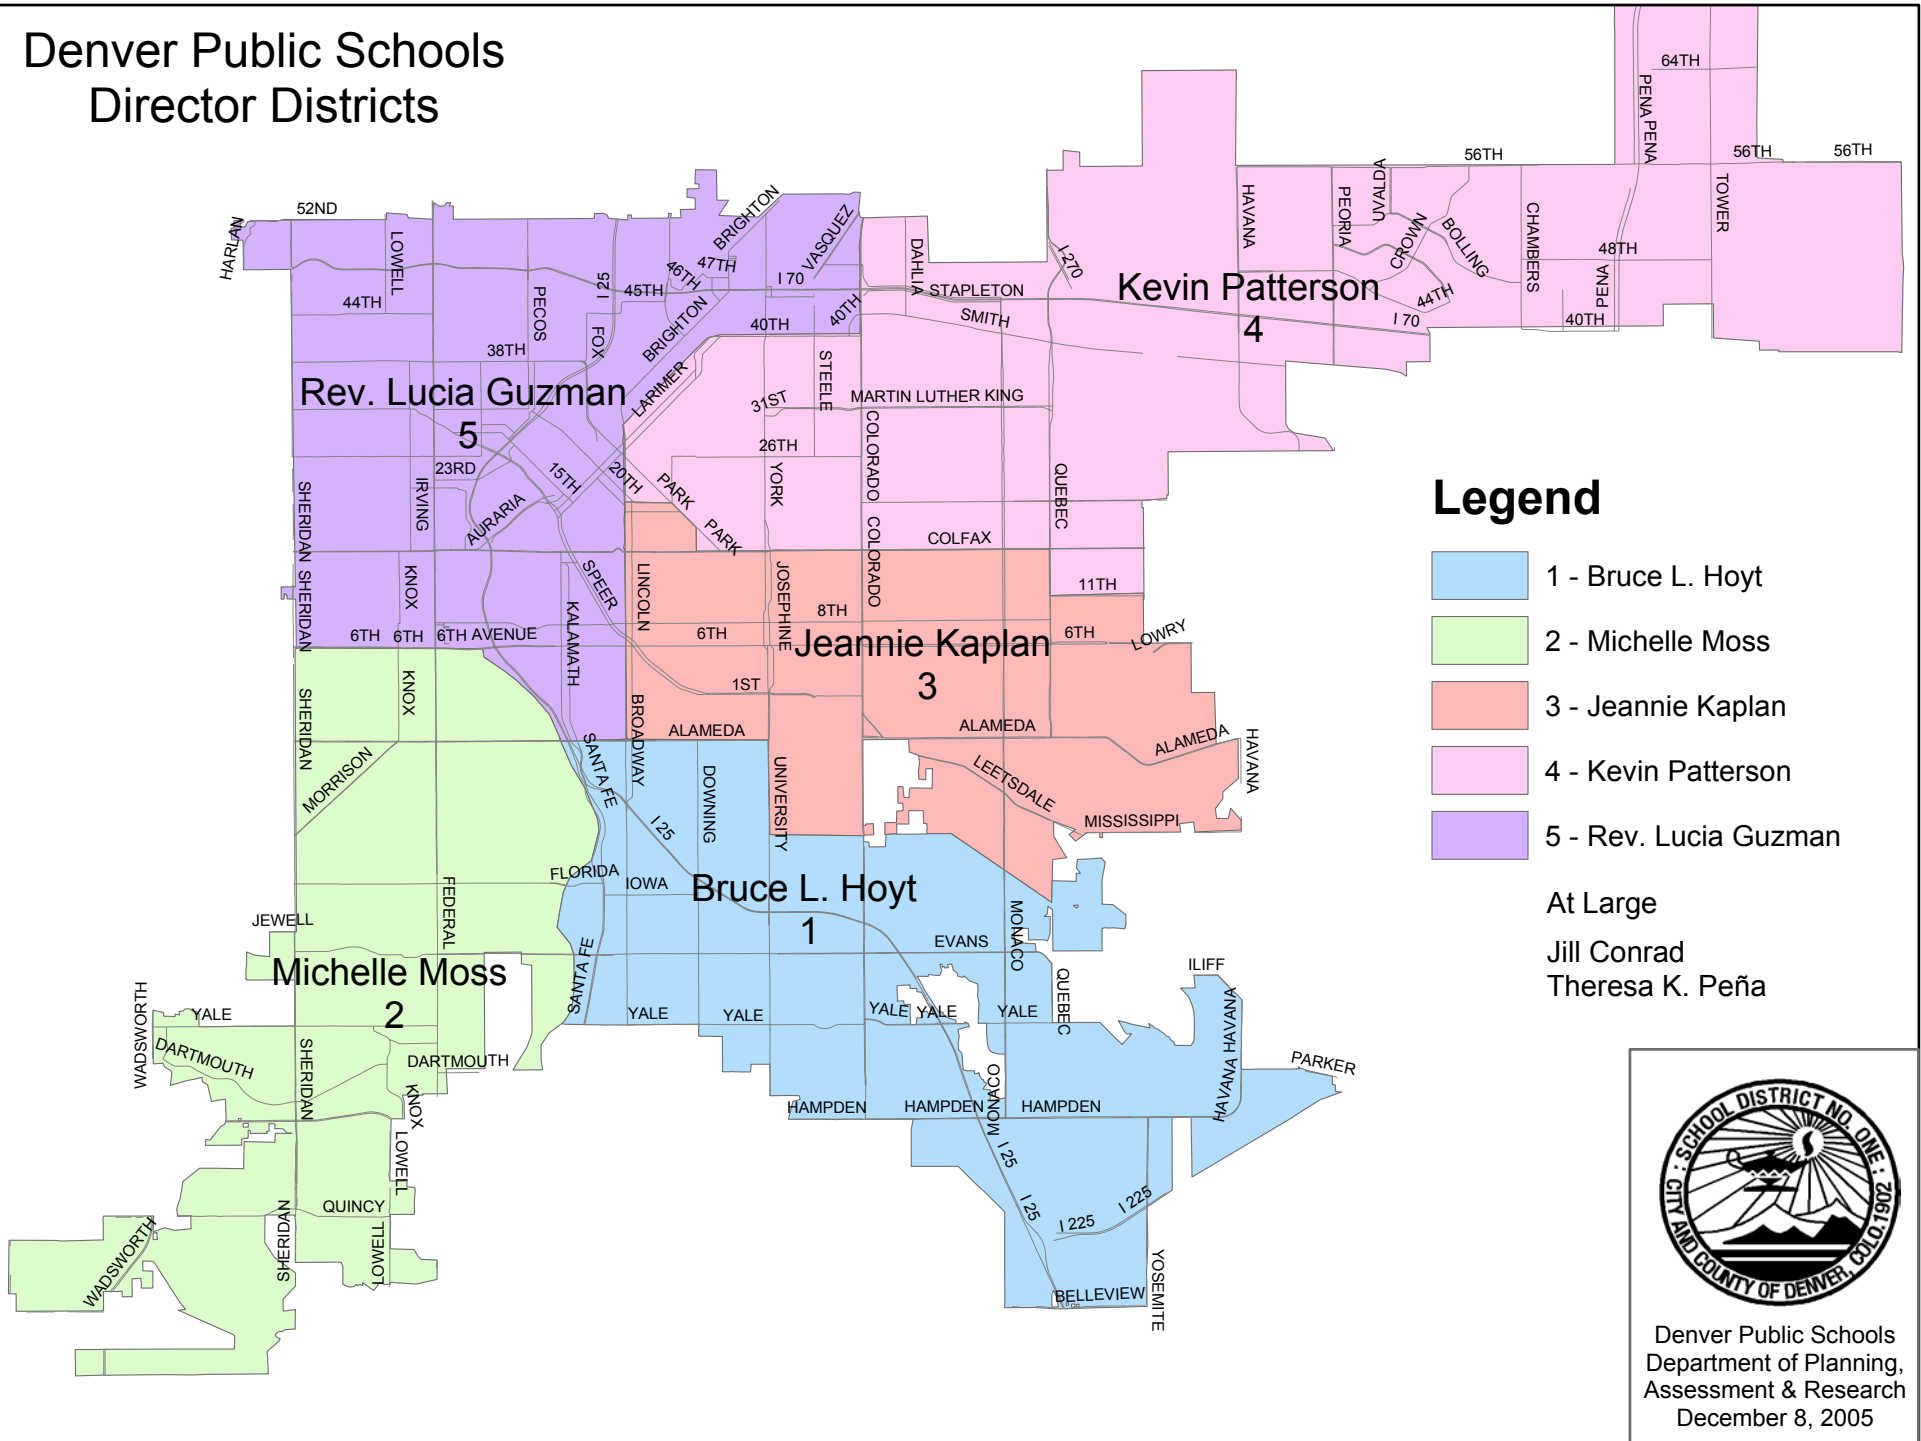 Denver Public Schools
Director Districts
64TH
PENA
PENA
56TH
56TH
56TH
UVALDA
HAVANA
PEORIA
CROWN
BOLLING
CHAMBERS
TOWER
48TH
PENA
44TH
40TH
I 70
I 270
Kevin Patterson
4
52ND
HARLAN
LOWELL
44TH
PECOS
I 25
45TH
46TH
47TH
BRIGHTON
VASQUEZ
I 70
40TH
40TH
DAHLIA
STAPLETON
SMITH
38TH
FOX
BRIGHTON
LARIMER
STEELE
31ST
MARTIN LUTHER KING
Rev. Lucia Guzman
5
23RD
IRVING
AURARIA
15TH
20TH
PARK
PARK
26TH
YORK
COLORADO
COLORADO
QUEBEC
COLFAX
11TH
SHERIDAN
SHERIDAN
KNOX
SPEER
KALAMATH
LINCOLN
JOSEPHINE
8TH
6TH
6TH
6TH AVENUE
6TH
6TH
LOWRY
Jeannie Kaplan
3
1ST
KNOX
SHERIDAN
BROADWAY
ALAMEDA
ALAMEDA
ALAMEDA
HAVANA
MORRISON
SANTA FE
DOWNING
UNIVERSITY
LEETSDALE
MISSISSIPPI
I 25
FLORIDA
IOWA
Bruce L. Hoyt
1
JEWELL
FEDERAL
EVANS
MONACO
Michelle Moss
2
SANTA FE
QUEBEC
ILIFF
WADSWORTH
YALE
YALE
YALE
YALE
YALE
YALE
HAVANA
HAVANA
DARTMOUTH
DARTMOUTH
SHERIDAN
KNOX
PARKER
HAMPDEN
HAMPDEN
HAMPDEN
MONACO
LOWELL
I 25
I 25
I 225
I 225
QUINCY
SHERIDAN
LOWELL
WADSWORTH
BELLEVIEW
YOSEMITE
Legend
1 - Bruce L. Hoyt
2 - Michelle Moss
3 - Jeannie Kaplan
4 - Kevin Patterson
5 - Rev. Lucia Guzman
At Large
Jill Conrad
Theresa K. Peña
: SCHOOL DISTRICT NO. ONE :
CITY AND COUNTY OF DENVER, COLO. 1902
S
Denver Public Schools
Department of Planning,
Assessment & Research
December 8, 2005